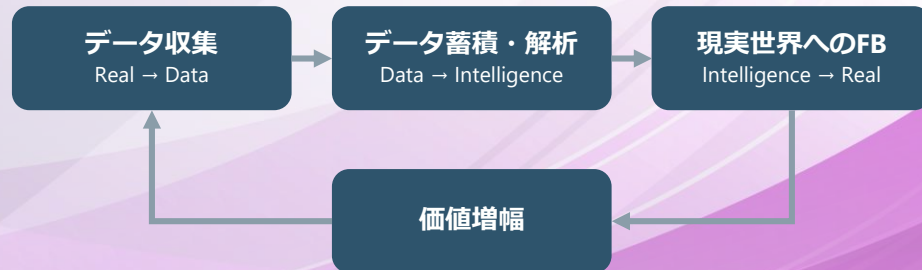 データ収集
Real → Data
データ蓄積・解析
Data → Intelligence
現実世界へのFB
Intelligence → Real
価値増幅